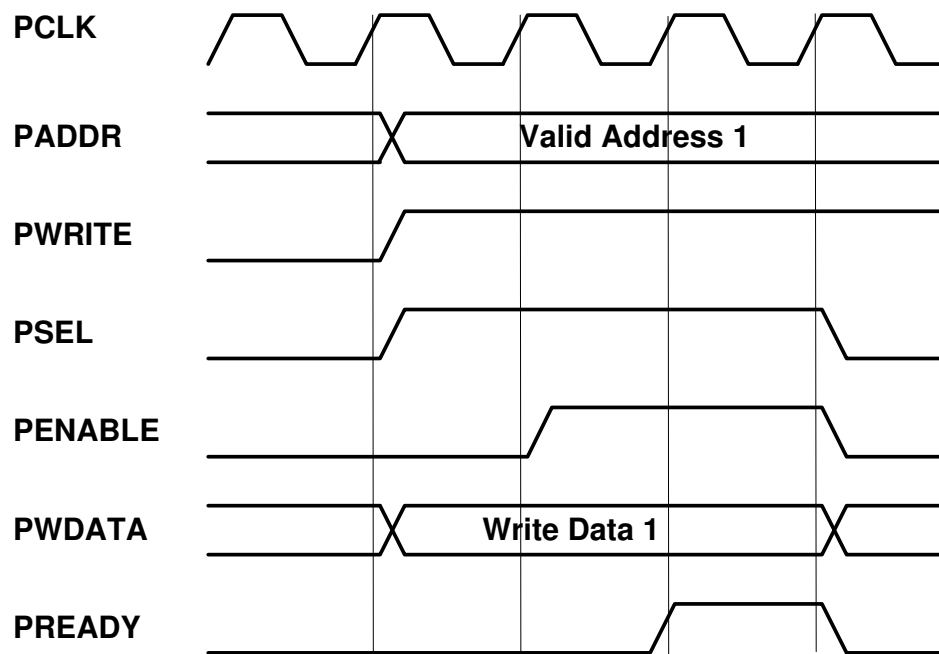 PCLK
PADDR
Valid Address 1
PWRITE
PSEL
PENABLE
PWDATA
Write Data 1
PREADY